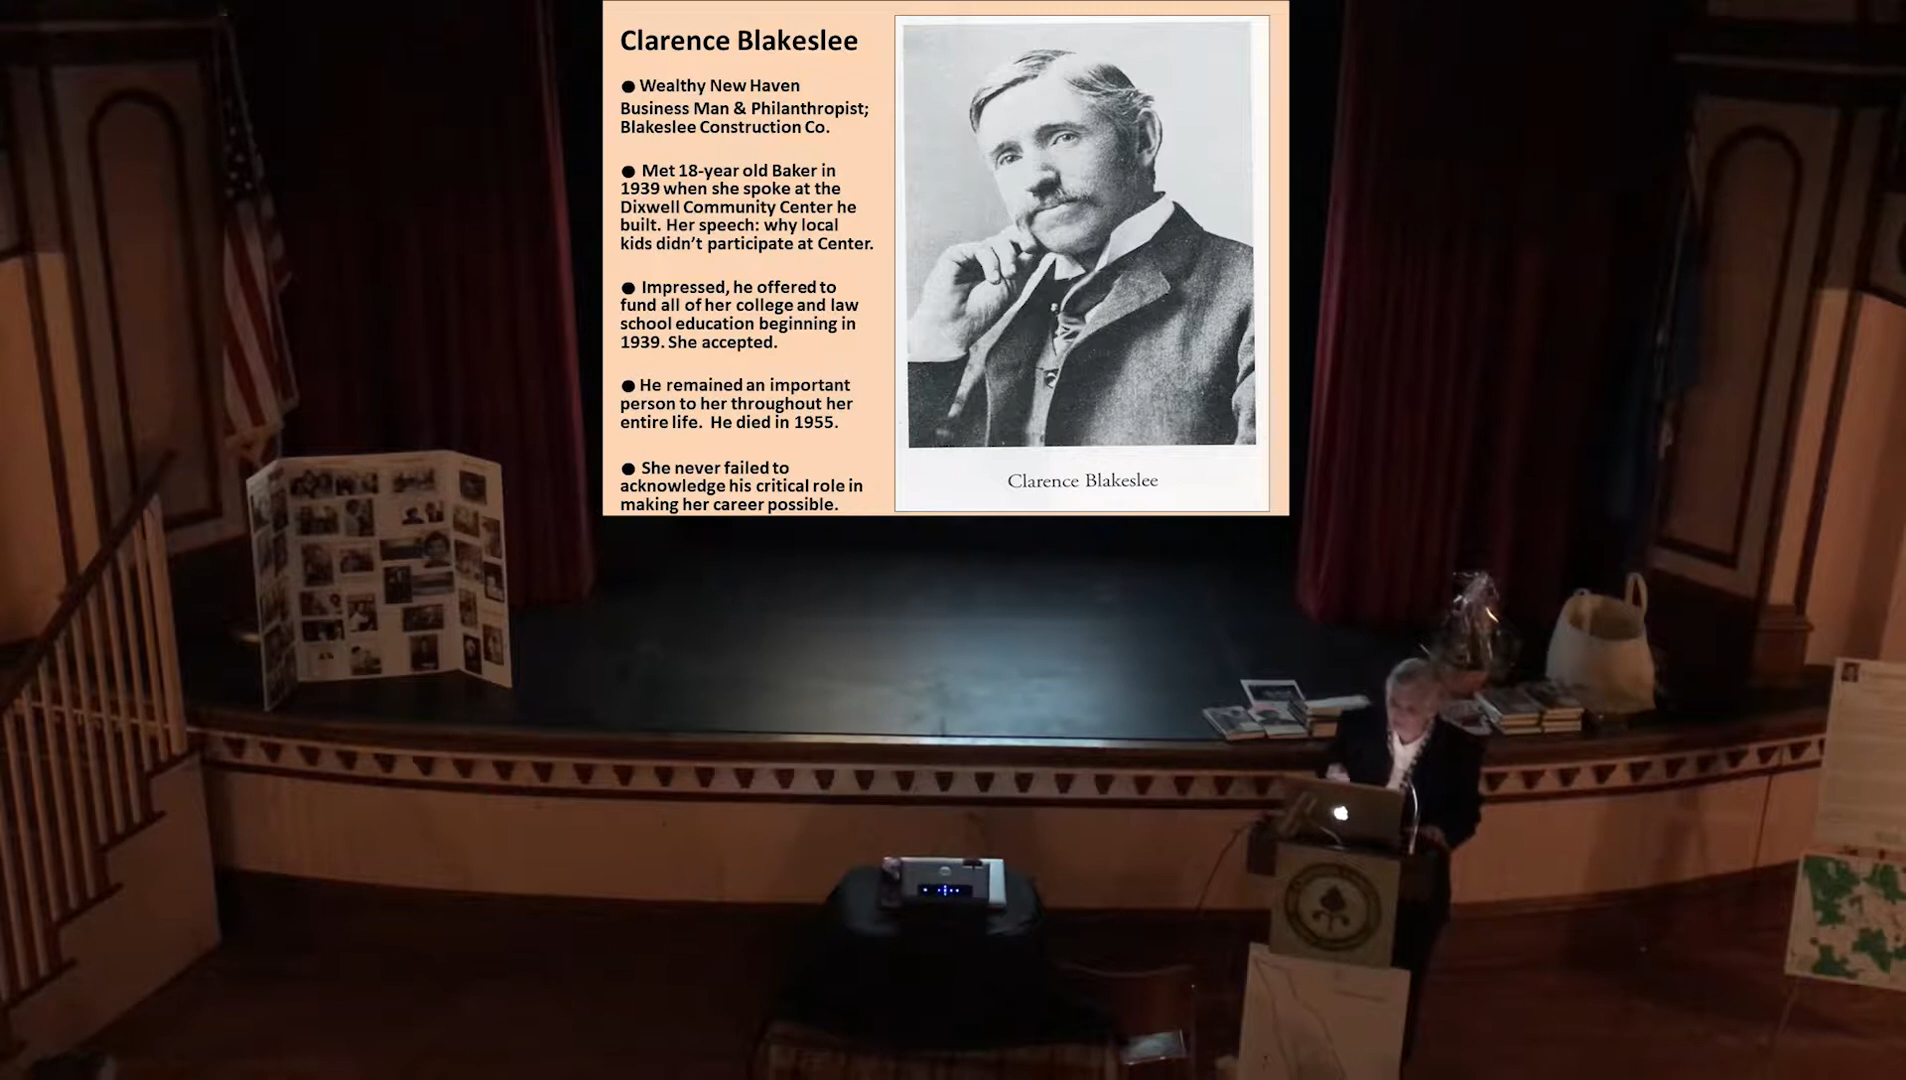 Clarence Blakeslee
● Wealthy New Haven
Business Man & Philanthropist;
Blakeslee Construction Co.
● Met 18-year old Baker in
1939 when she spoke at the
Dixwell Community Center he
built. Her speech: why local
kids didn’t participate at Center.
● Impressed, he offered to
fund all of her college and law
school education beginning in
1939. She accepted.
● He remained an important
person to her throughout her
entire life.  He died in 1955.
● She never failed to
acknowledge his critical role in
making her career possible.
Clarence Blakeslee